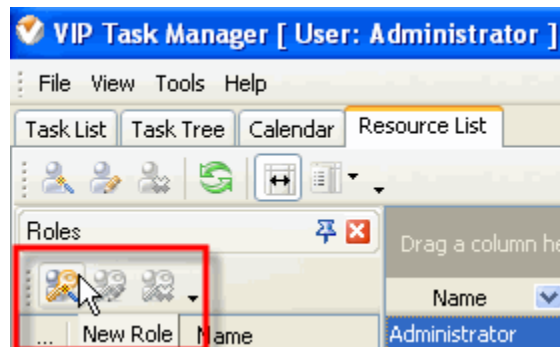 VIP Task Manager [ User: Administrator ]
File View Tools Help
Task List Task Tree Calendar Resource List
Roles
Drag a column he
Name
... New Role Name
Administrator